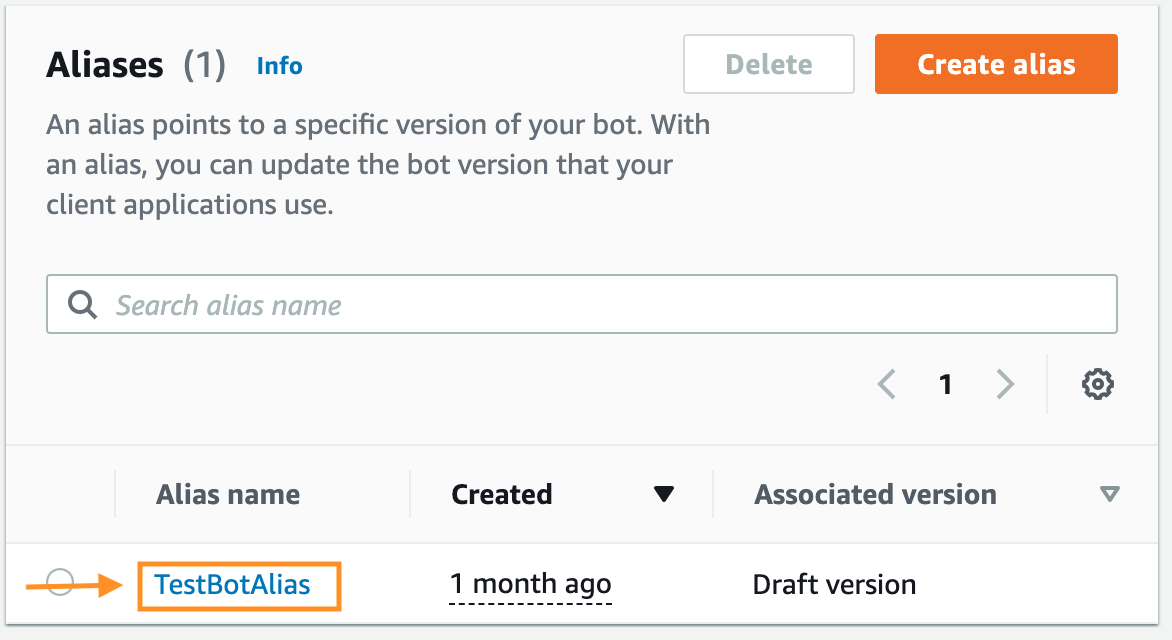 Aliases (1) Info
Delete
Create alias
An alias points to a specific version of your bot. With
an alias, you can update the bot version that your
client applications use.
Search alias name
1
Alias name Created Associated version
TestBotAlias 1 month ago Draft version